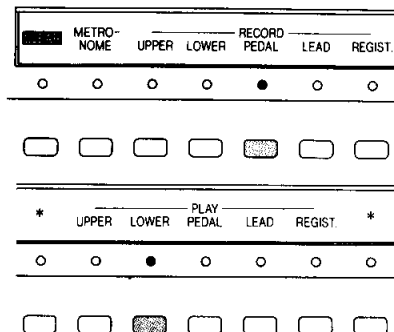 METRO- RECORD
NOME UPPER LOWER PEDAL LEAD REGIST.
* PLAY *
UPPER LOWER PEDAL LEAD REGIST.